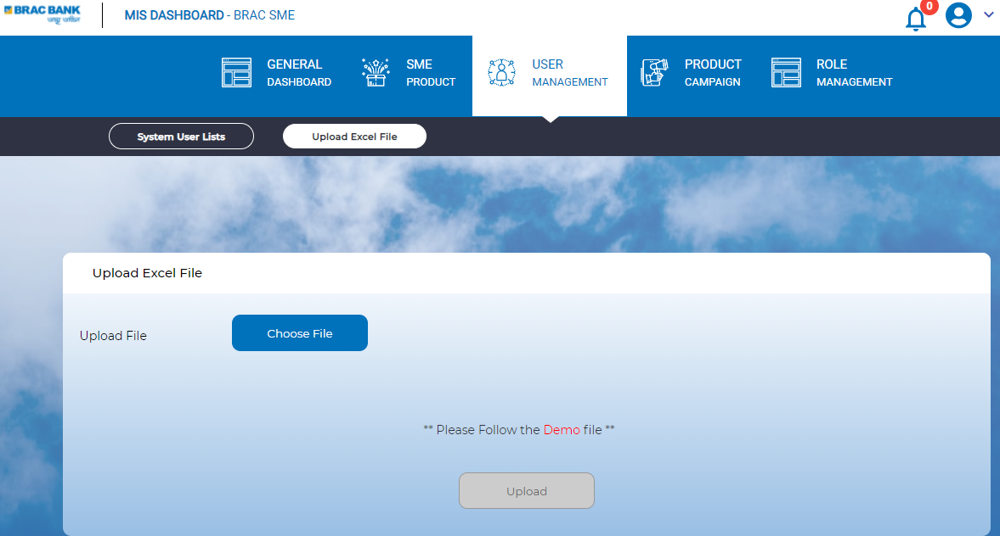 BRAC BANK
MIS DASHBOARD - BRAC SME
0
GENERAL
DASHBOARD
SME
PRODUCT
USER
MANAGEMENT
PRODUCT
CAMPAIGN
ROLE
MANAGEMENT
System User Lists
Upload Excel File
Upload Excel File
Upload File
Choose File
** Please Follow the Demo file **
Upload